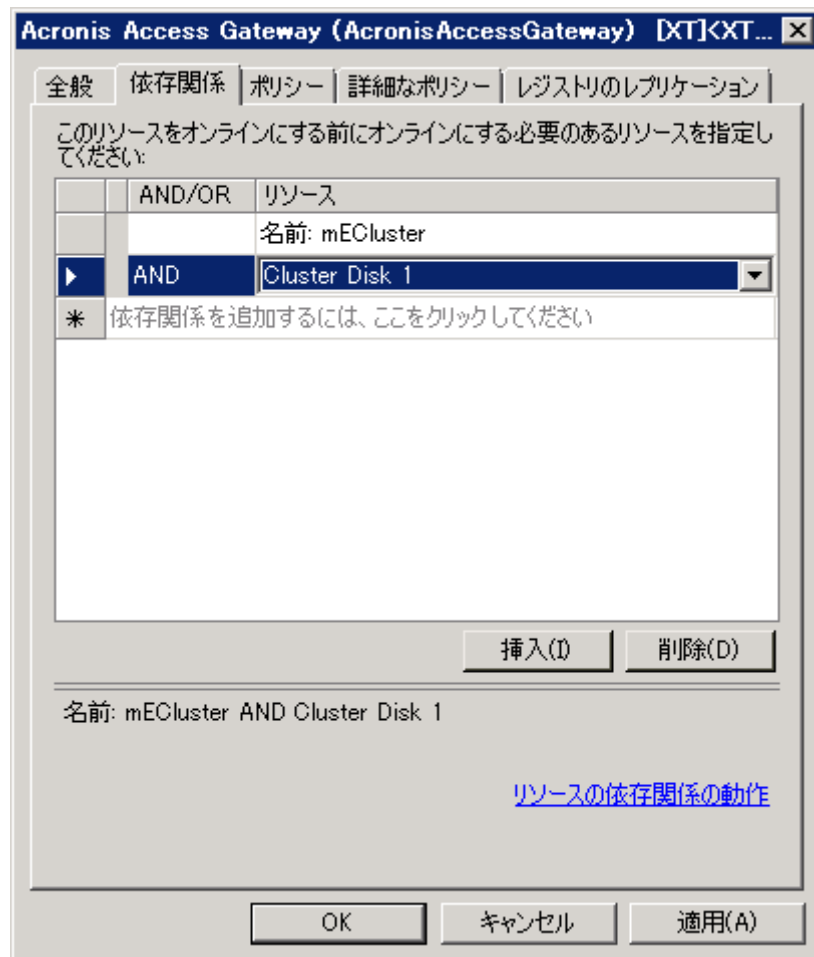 Acronis Access Gateway (AcronisAccessGateway) [XT]<XT...
全般 依存関係 ポリシー 詳細なポリシー レジストリのレプリケーション
このリソースをオンラインにする前にオンラインにする必要のあるリソースを指定し
てください:
AND/OR リソース
名前: mECluster
AND Cluster Disk 1
* 依存関係を追加するには、ここをクリックしてください
挿入(I) 削除(D)
名前: mECluster AND Cluster Disk 1
リソースの依存関係の動作
OK キャンセル 適用(A)